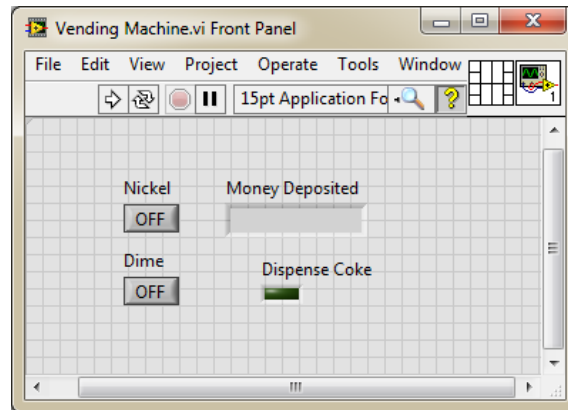 Vending Machine.vi Front Panel
File Edit View Project Operate Tools Window
15pt Application Fo
1
Nickel
Money Deposited
OFF
Dime
Dispense Coke
OFF